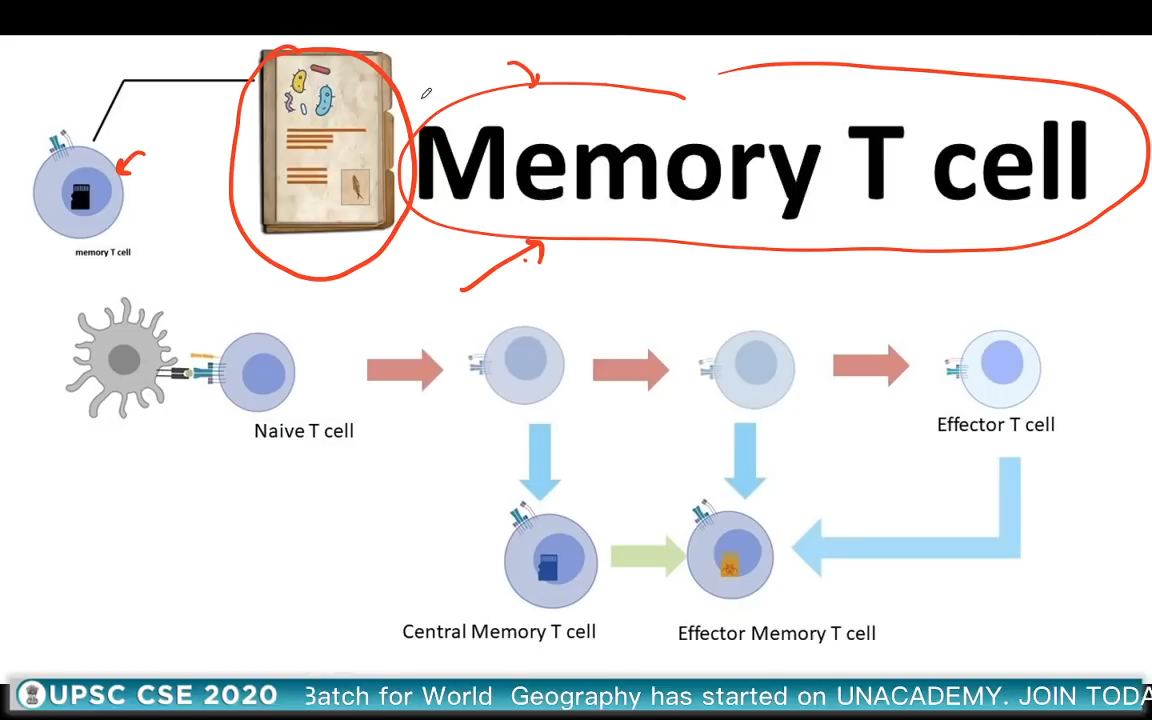 Memory T cell
memory T cell
Naive T cell
Effector T cell
Central Memory T cell
Effector Memory T cell
UPSC CSE 2020
Batch for World Geography has started on UNACADEMY. JOIN TODA